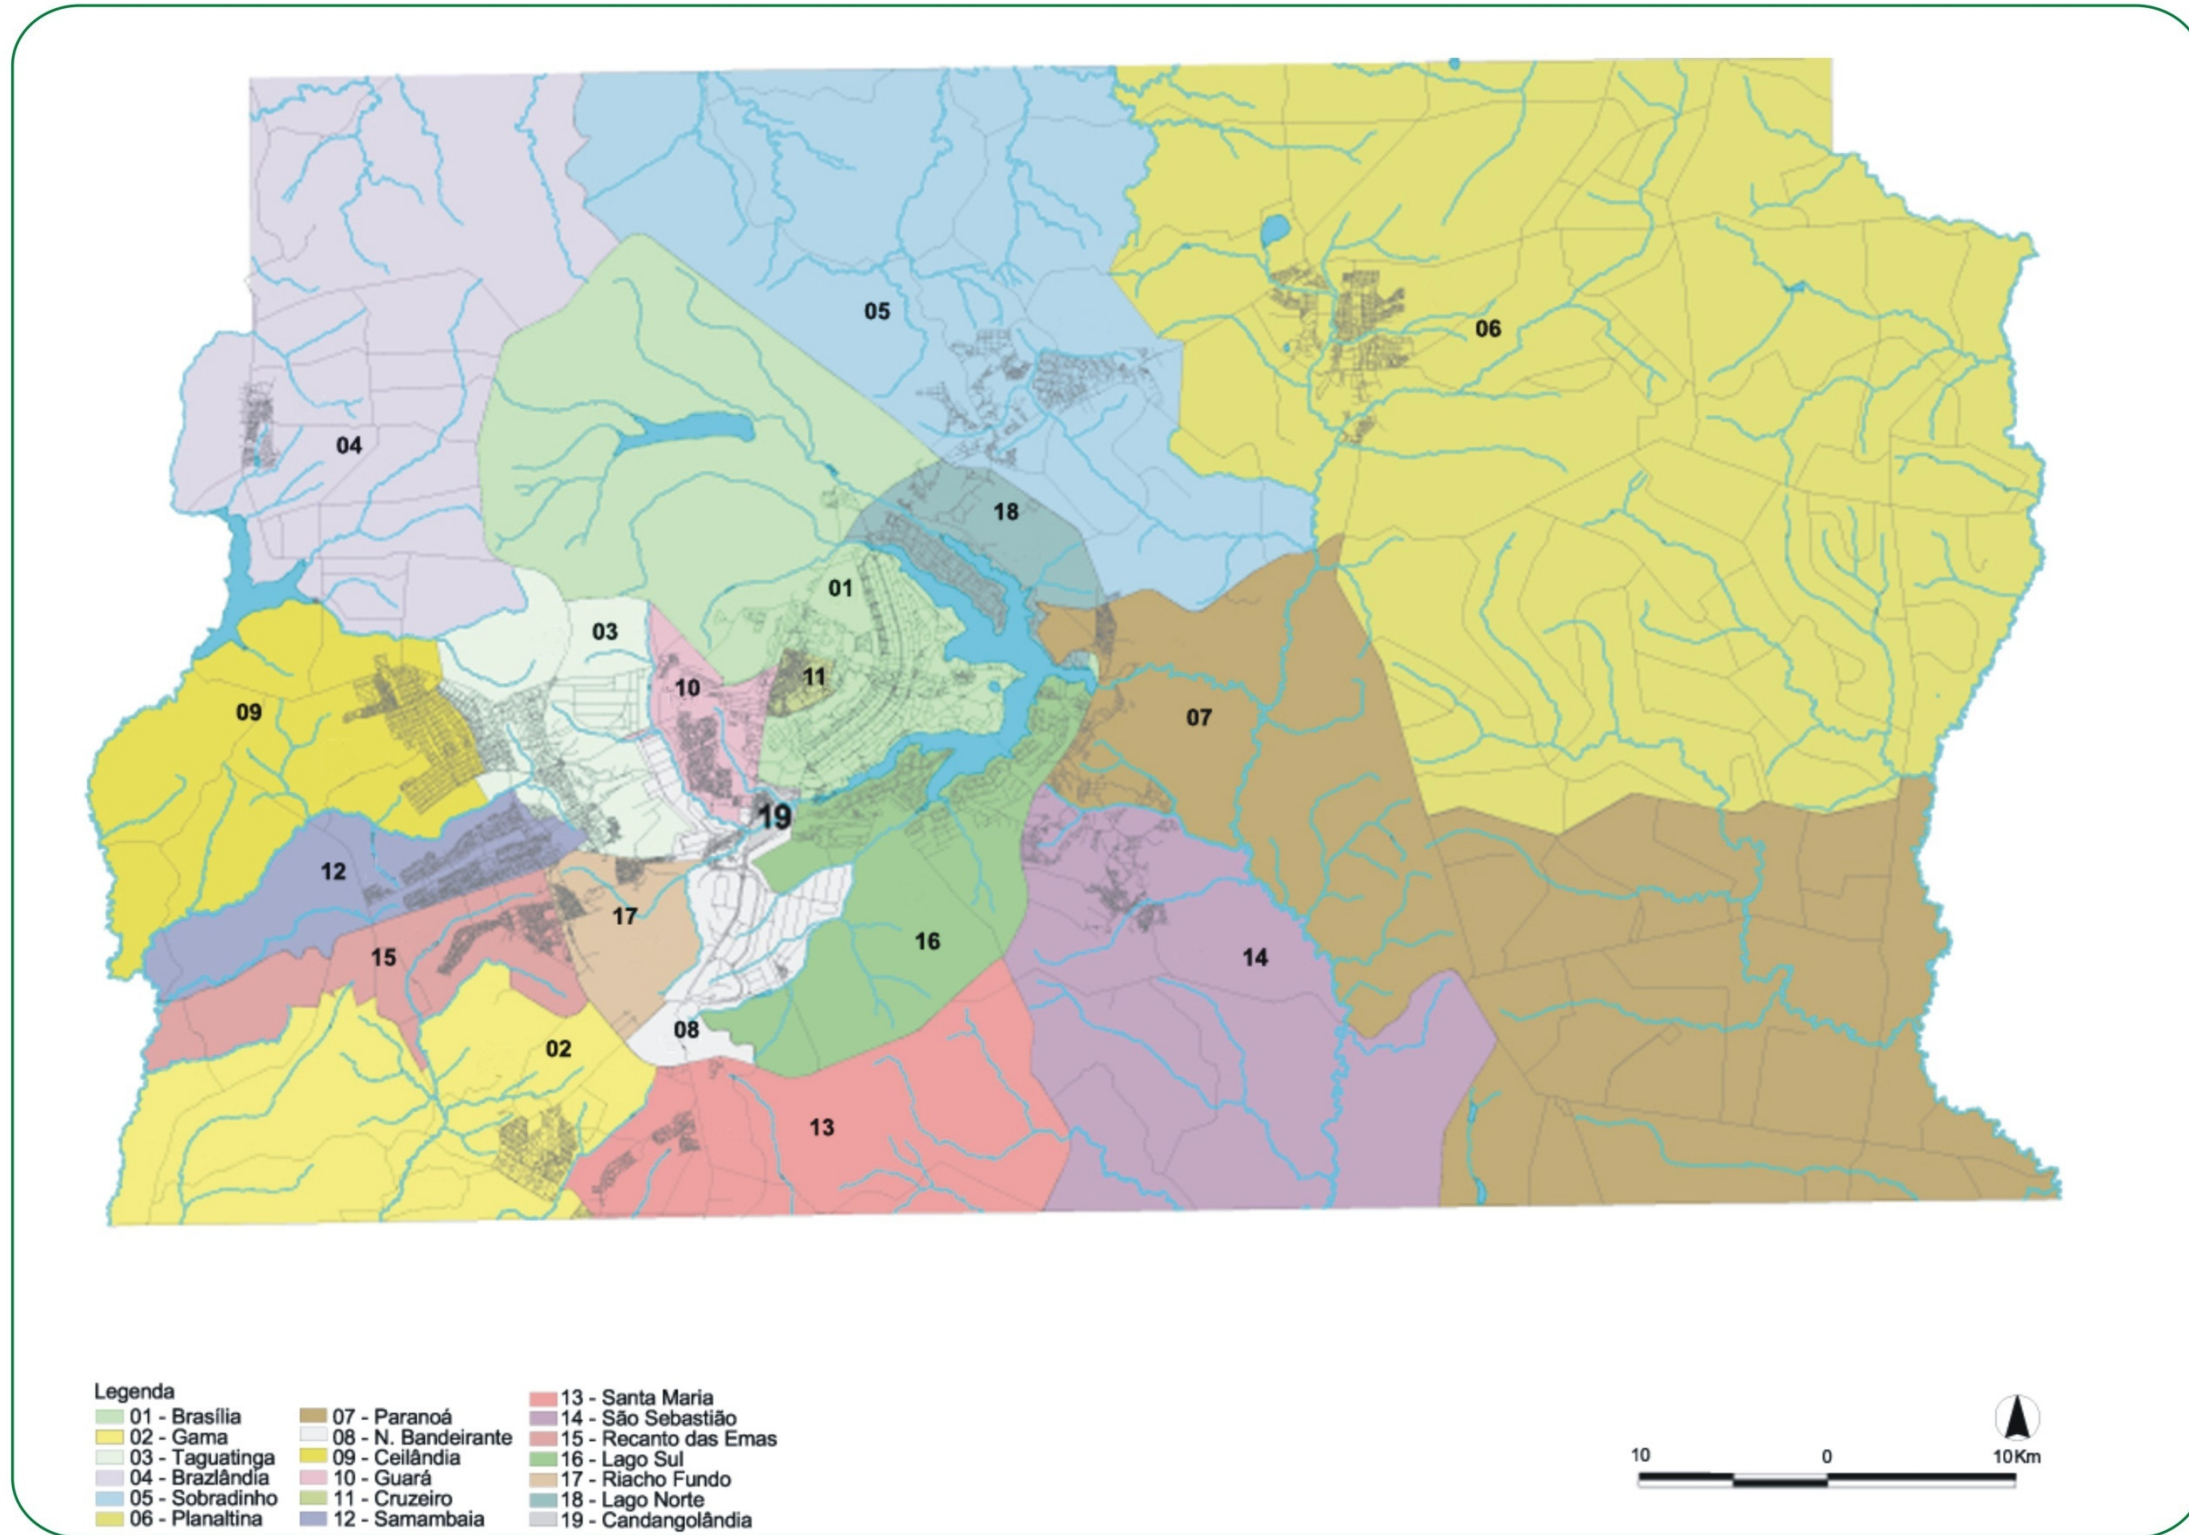 05
06
04
18
01
03
11
10
09
07
19
12
17
16
15
14
08
02
13
Legenda
01 - Brasília
02 - Gama
03 - Taguatinga
04 - Brazlândia
05 - Sobradinho
06 - Planaltina
07 - Paranoá
08 - N. Bandeirante
09 - Ceilândia
10 - Guará
11 - Cruzeiro
12 - Samambaia
13 - Santa Maria
14 - São Sebastião
15 - Recanto das Emas
16 - Lago Sul
17 - Riacho Fundo
18 - Lago Norte
19 - Candangolândia
10 0 10Km